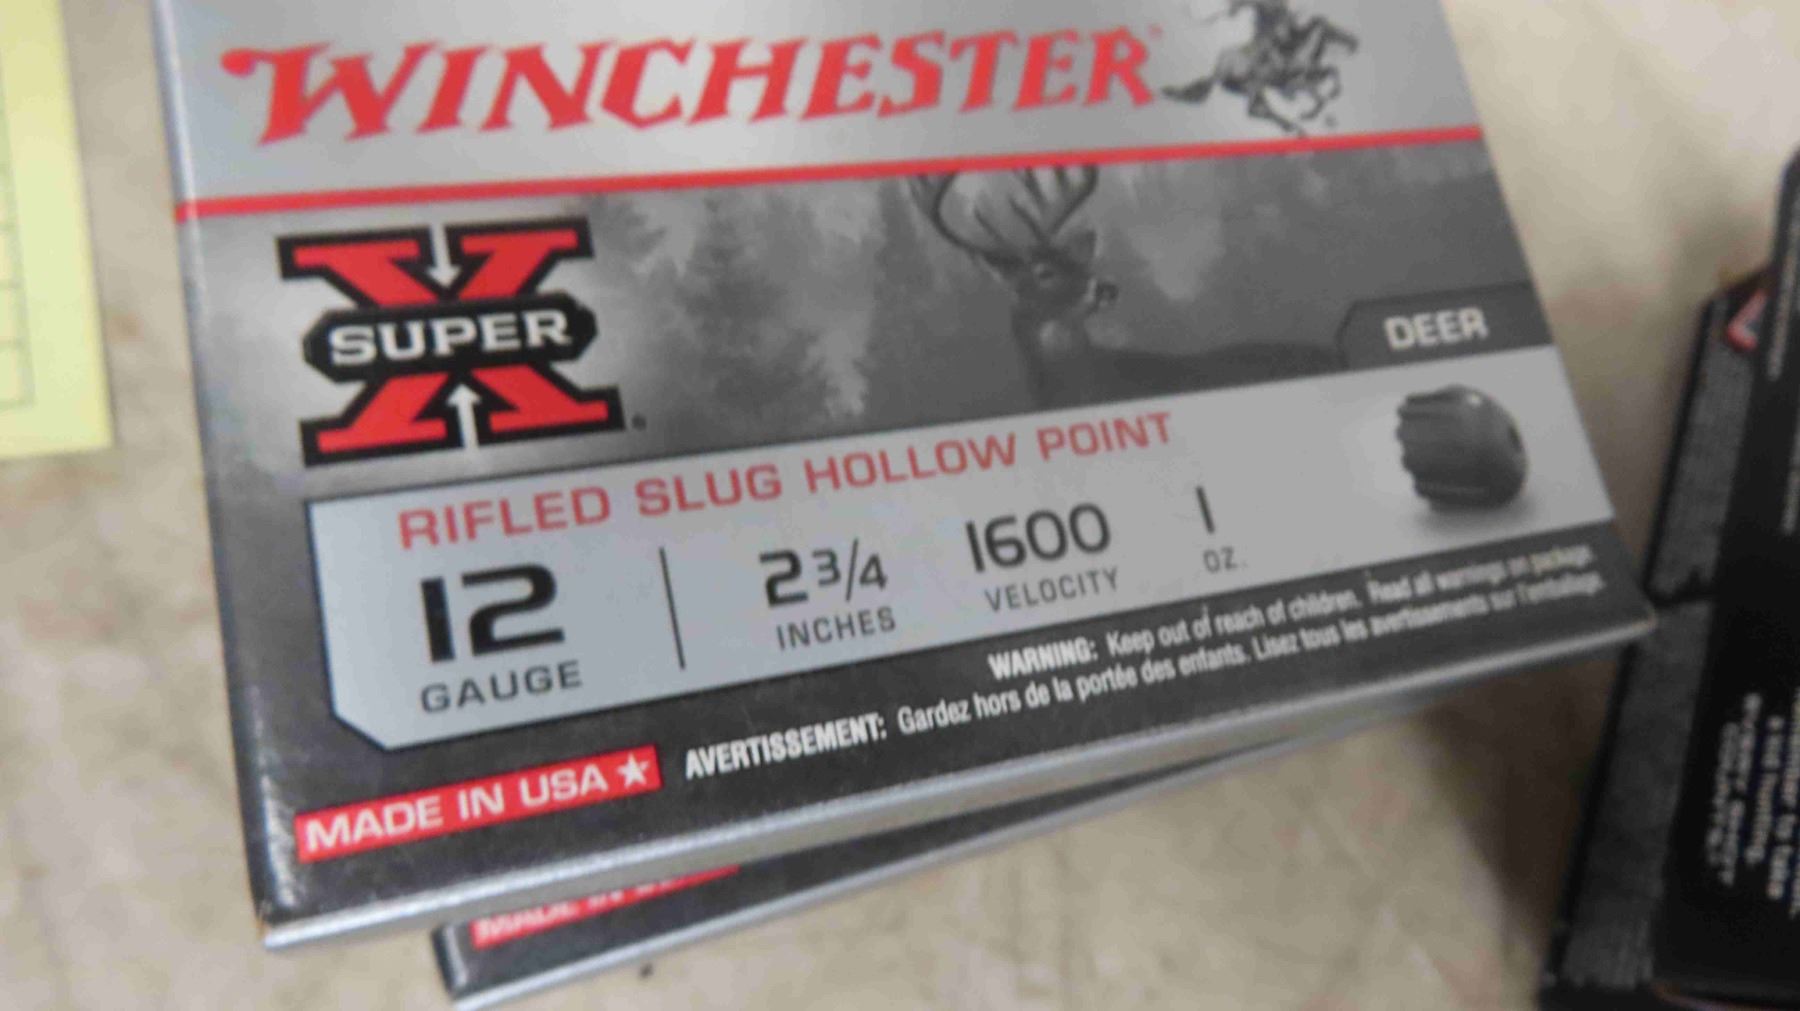 WINCHESTER
SUPER X
DEER
RIFLED SLUG HOLLOW POINT
12 GAUGE
2 3/4 INCHES
1600 VELOCITY
1 OZ.
WARNING: Keep out of reach of children. Read all warnings on package.
AVERTISSEMENT: Gardez hors de la portée des enfants. Lisez tous les avertissements sur l'emballage.
MADE IN USA
MADE IN